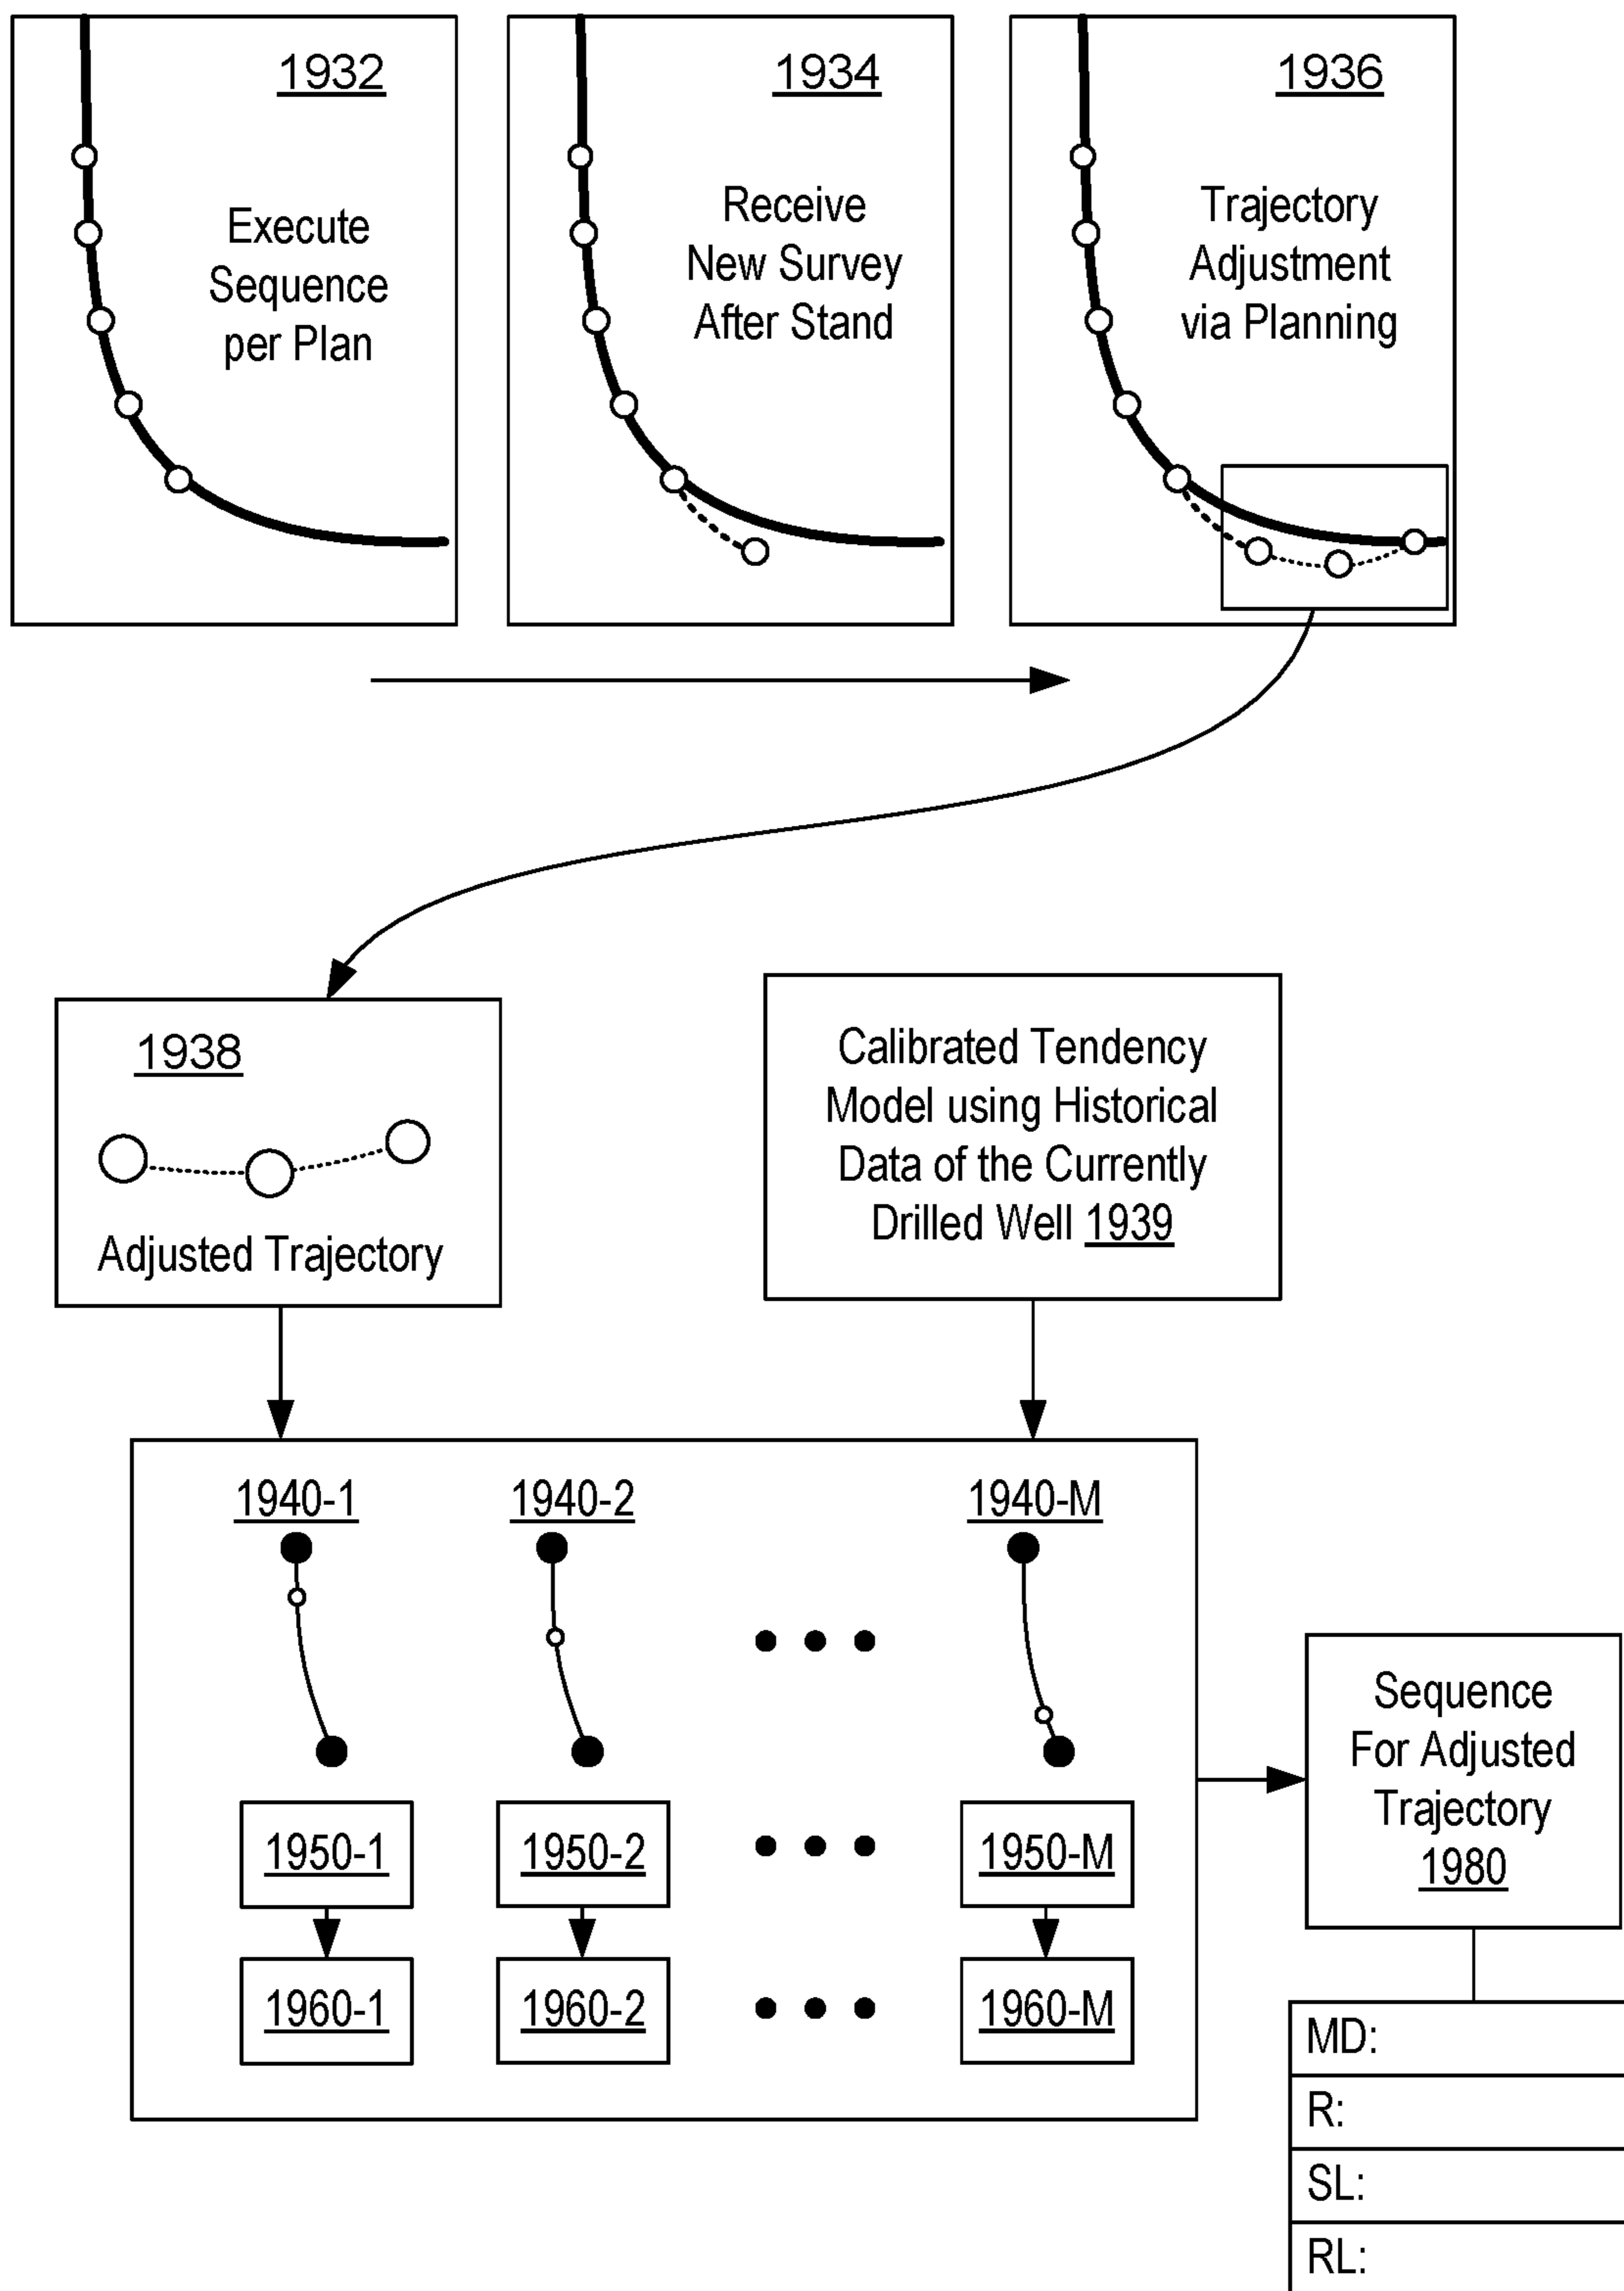 1932
Execute
Sequence
per Plan
1934
Receive
New Survey
After Stand
1936
Trajectory
Adjustment
via Planning
1938
Adjusted Trajectory
Calibrated Tendency
Model using Historical
Data of the Currently
Drilled Well 1939
1940-1 1940-2 1940-M
1950-1 1950-2 1950-M
1960-1 1960-2 1960-M
Sequence
For Adjusted
Trajectory
1980
MD:
R:
SL:
RL: